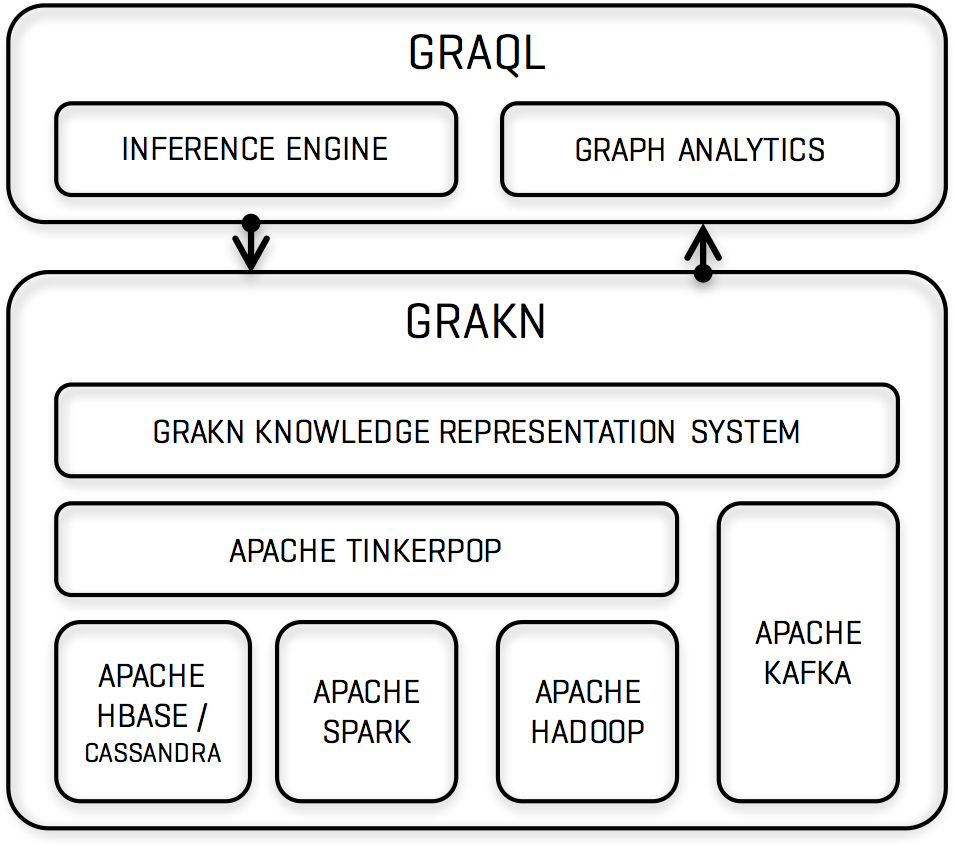 GRAQL
INFERENCE ENGINE
GRAPH ANALYTICS
GRAKN
GRAKN KNOWLEDGE REPRESENTATION SYSTEM
APACHE TINKERPOP
APACHE
HBASE /
CASSANDRA
APACHE
SPARK
APACHE
HADOOP
APACHE
KAFKA